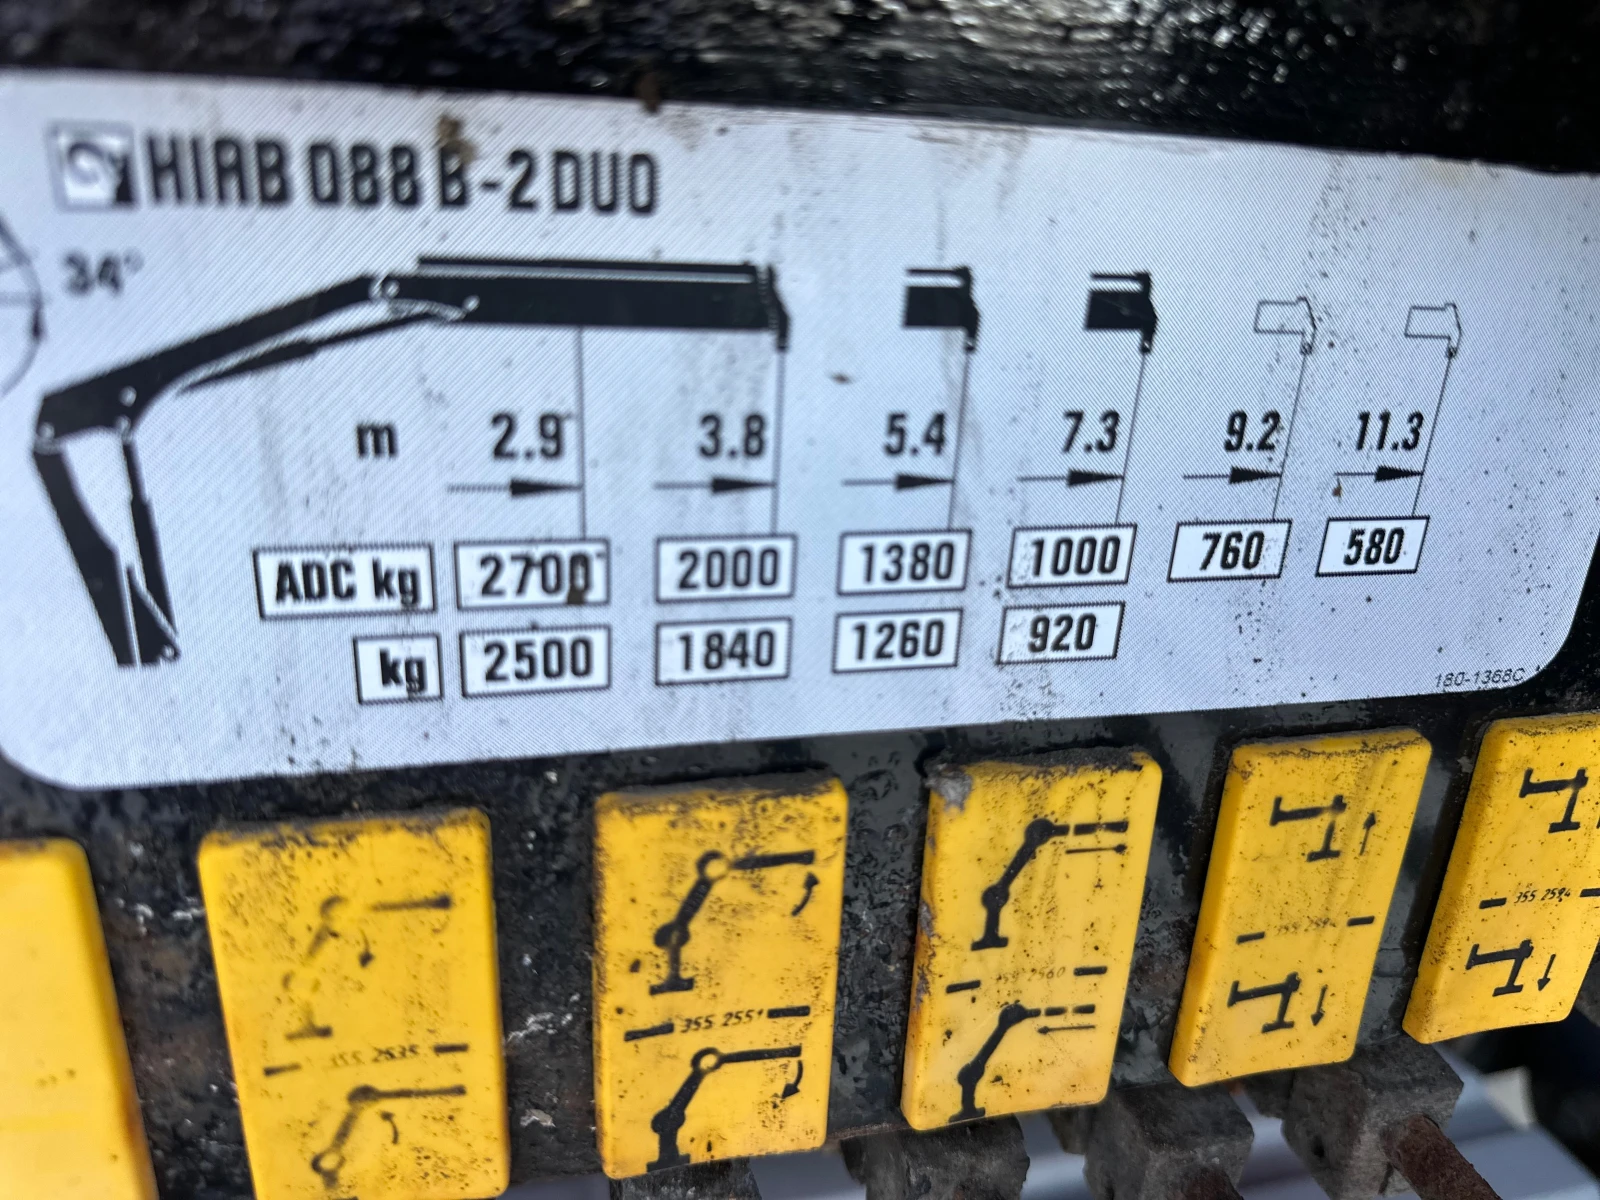 HIAB 088 B-2 DUO
34°
m 2.9 3.8 5.4 7.3 9.2 11.3
ADC kg 2700 2000 1380 1000 760 580
kg 2500 1840 1260 920
180-1368C
355 2535
355 2551
2560
355 2594
355 2594